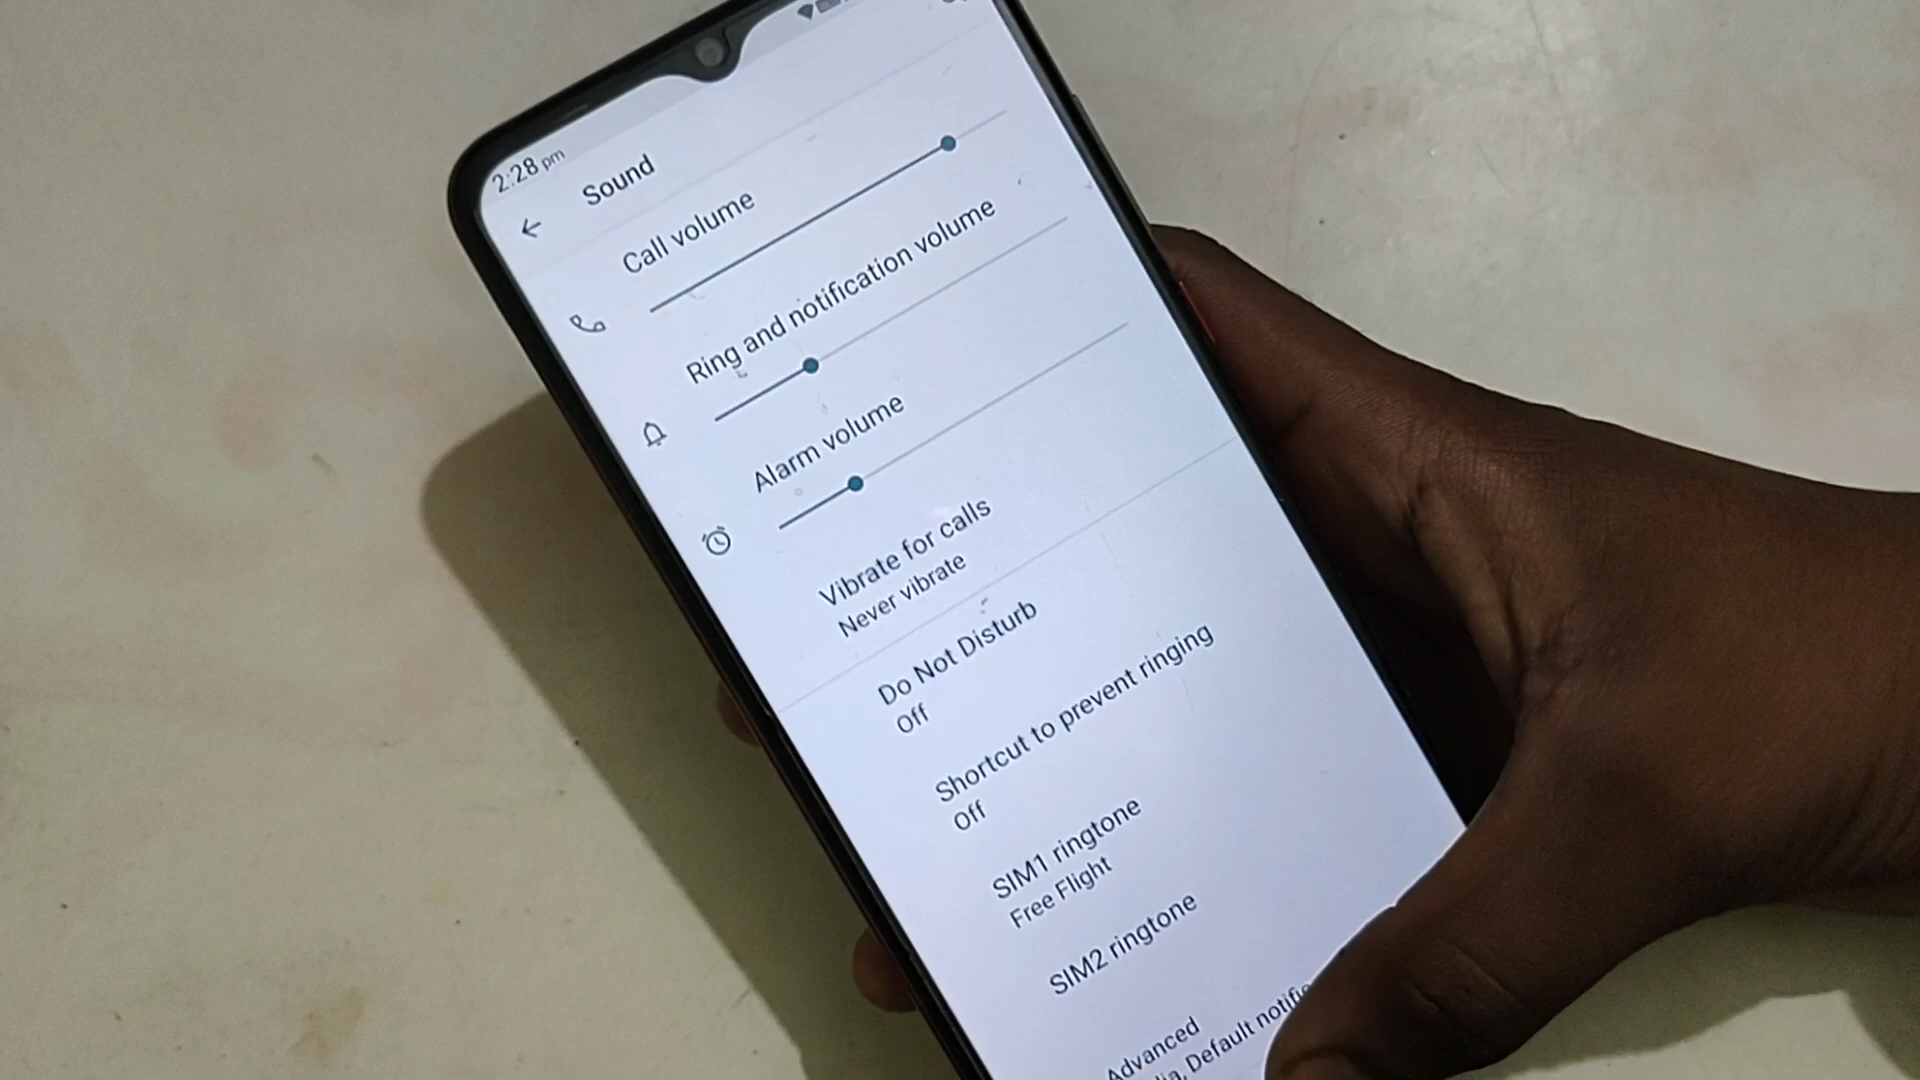 2:28 pm
Sound
Call volume
Ring and notification volume
Alarm volume
Vibrate for calls
Never vibrate
Do Not Disturb
Off
Shortcut to prevent ringing
Off
SIM1 ringtone
Free Flight
SIM2 ringtone
Advanced
Default